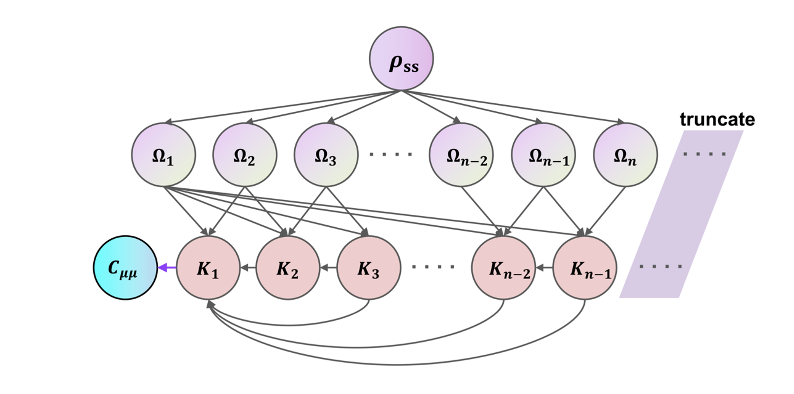 ρss
truncate
Ω1 Ω2 Ω3 · · · · Ωn−2 Ωn−1 Ωn · · · ·
Cμμ K1 K2 K3 · · · · Kn−2 Kn−1 · · · ·